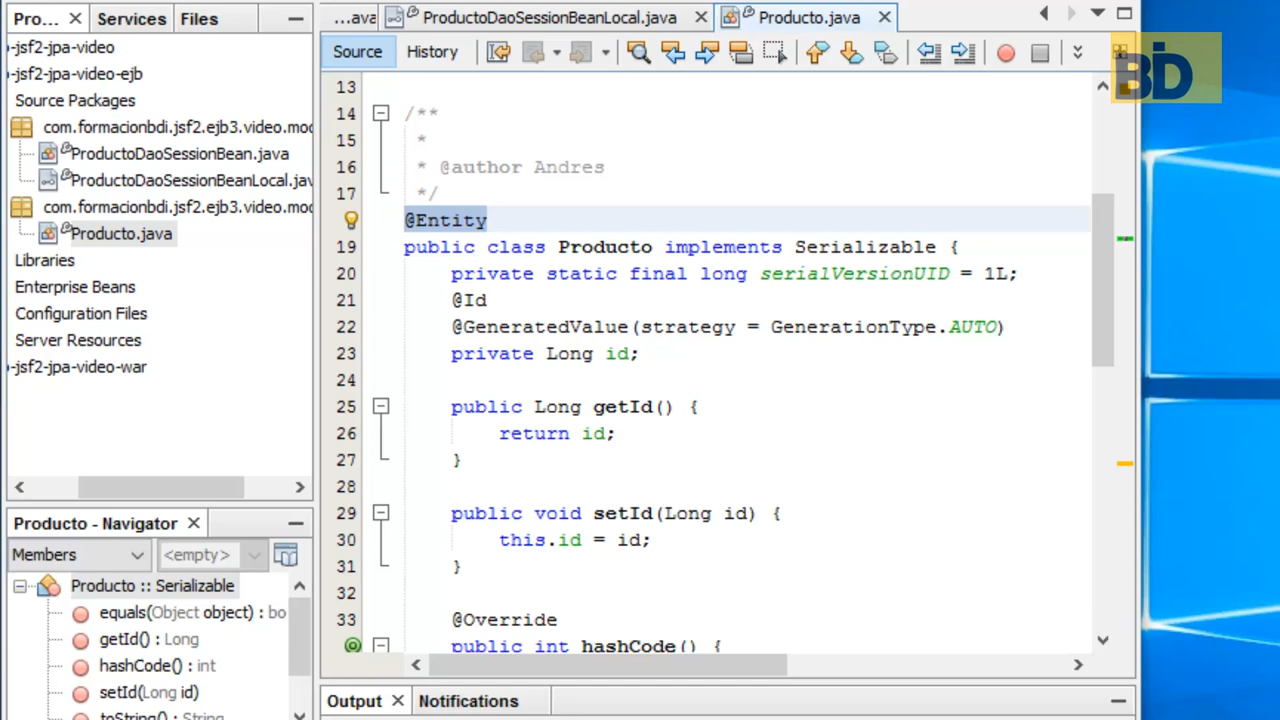 Pro...
Services
Files
-jsf2-jpa-video
-jsf2-jpa-video-ejb
Source Packages
com.formacionbdi.jsf2.ejb3.video.mod
ProductoDaoSessionBean.java
ProductoDaoSessionBeanLocal.jav
com.formacionbdi.jsf2.ejb3.video.mod
Producto.java
Libraries
Enterprise Beans
Configuration Files
Server Resources
-jsf2-jpa-video-war
Producto - Navigator
Members
<empty>
Producto :: Serializable
equals(Object object) : bo
getId() : Long
hashCode() : int
setId(Long id)
toString() : String
...ava
ProductoDaoSessionBeanLocal.java
Producto.java
Source
History
13
14 /**
15 *
16 * @author Andres
17 */
@Entity
19 public class Producto implements Serializable {
20 private static final long serialVersionUID = 1L;
21 @Id
22 @GeneratedValue(strategy = GenerationType.AUTO)
23 private Long id;
24
25 public Long getId() {
26 return id;
27 }
28
29 public void setId(Long id) {
30 this.id = id;
31 }
32
33 @Override
public int hashCode() {
Output
Notifications
BD